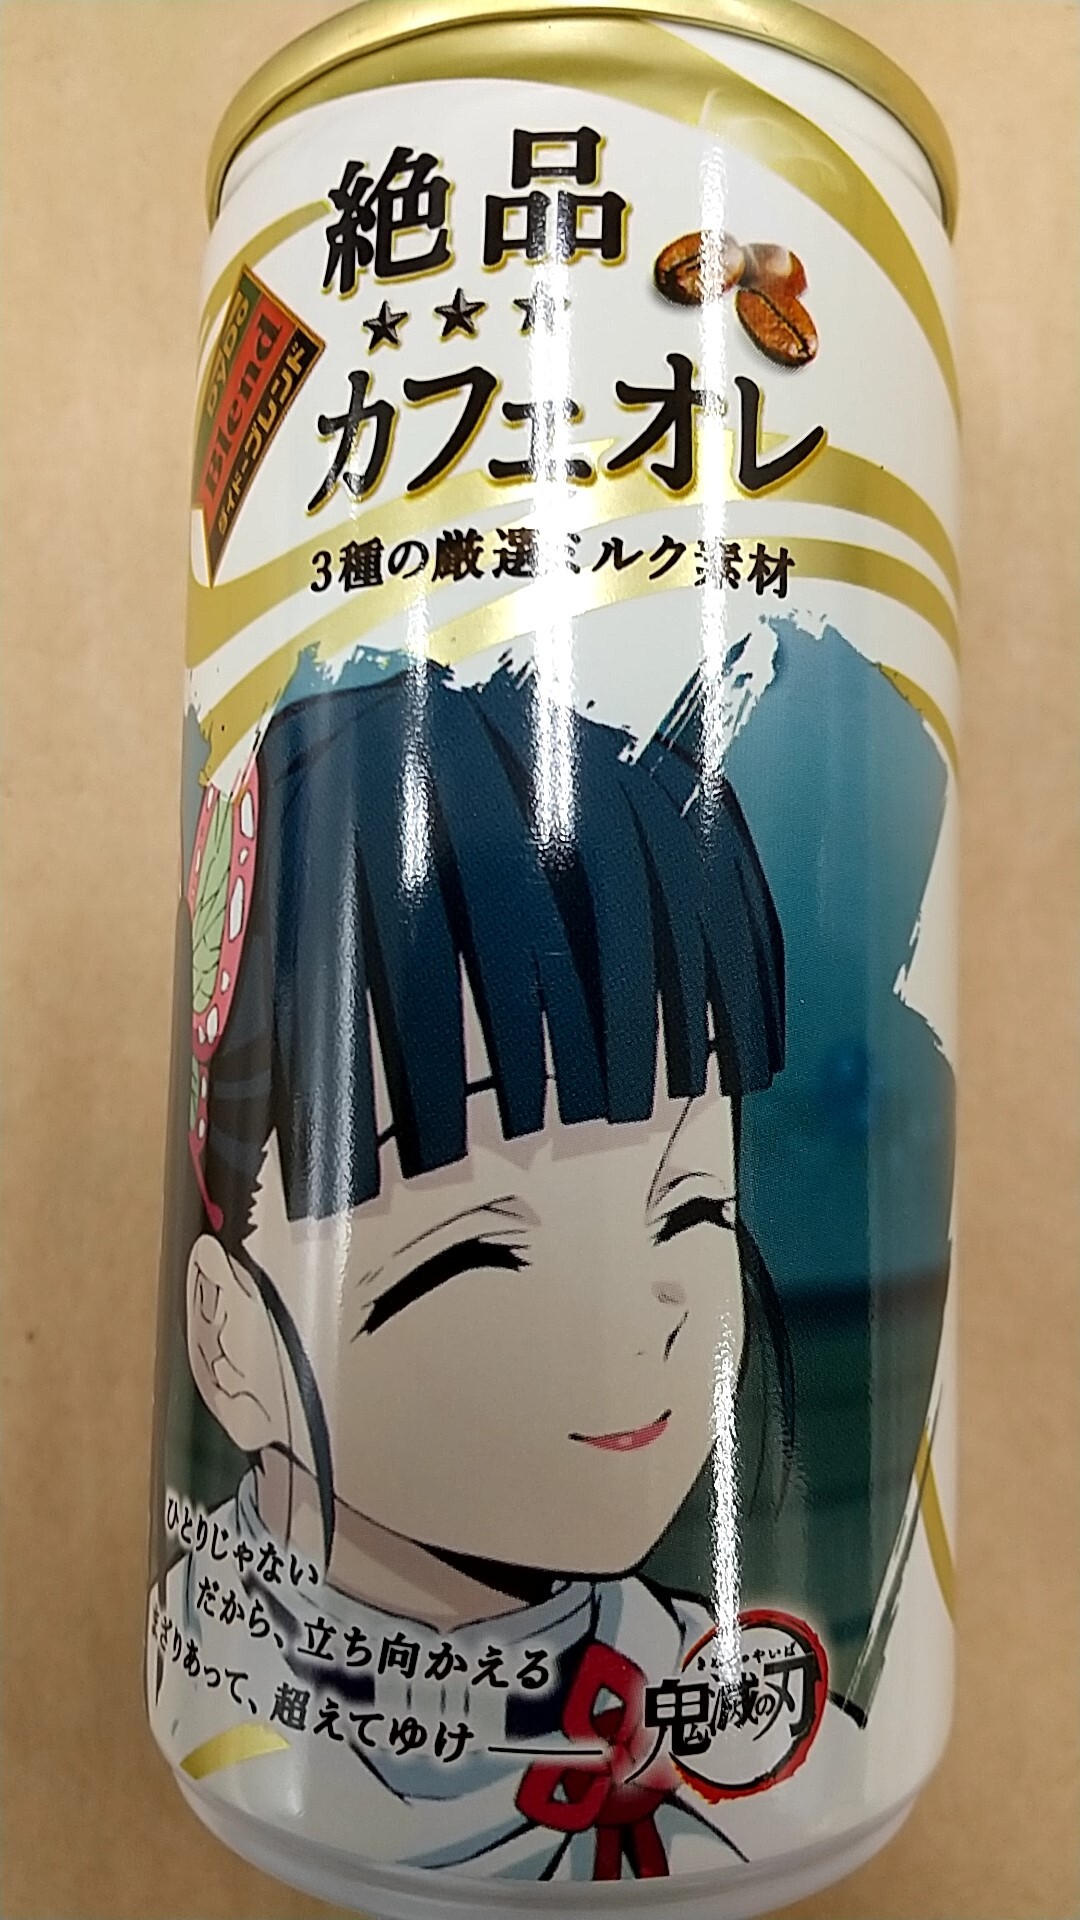 絶品
★★★
カフェオレ
DyDo
Blend
ダイドーブレンド
3種の厳選ミルク素材
ひとりじゃない
だから、立ち向かえる
まざりあって、超えてゆけ――
きめつのやいば
鬼滅の刃